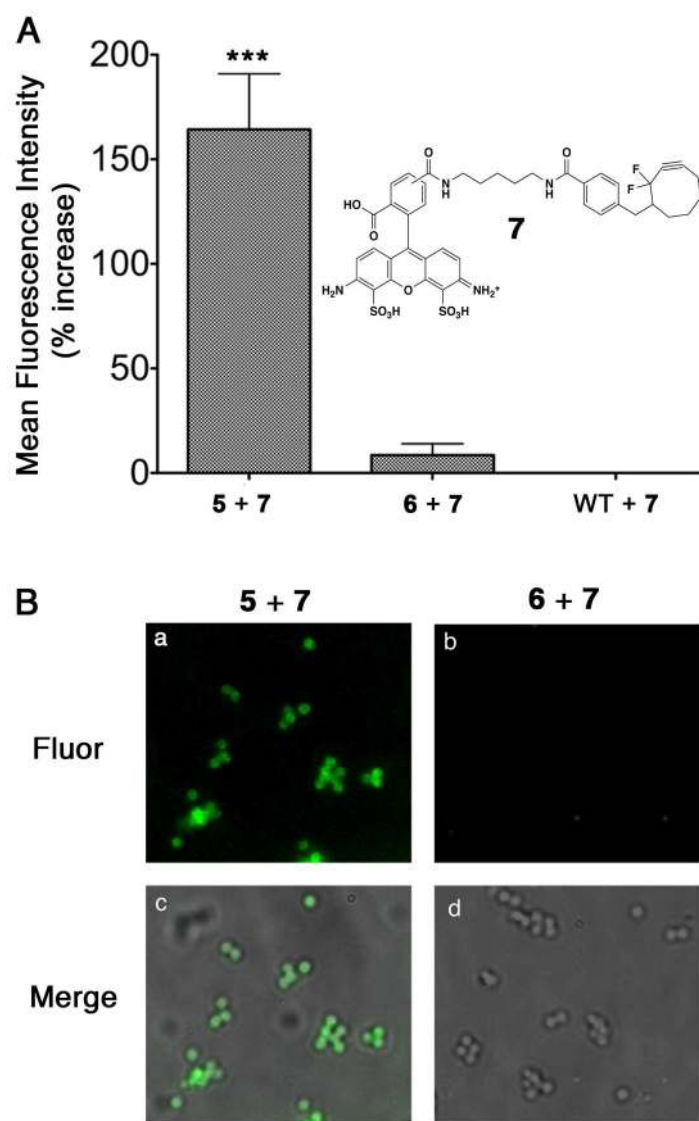 A
Mean Fluorescence Intensity
(% increase)
200
150
100
50
0
***
O
N
H
N
H
O
F
F
HO
O
7
H₂N
O
NH₂⁺
SO₃H
SO₃H
5 + 7
6 + 7
WT + 7
B
5 + 7
6 + 7
Fluor
a
b
Merge
c
d